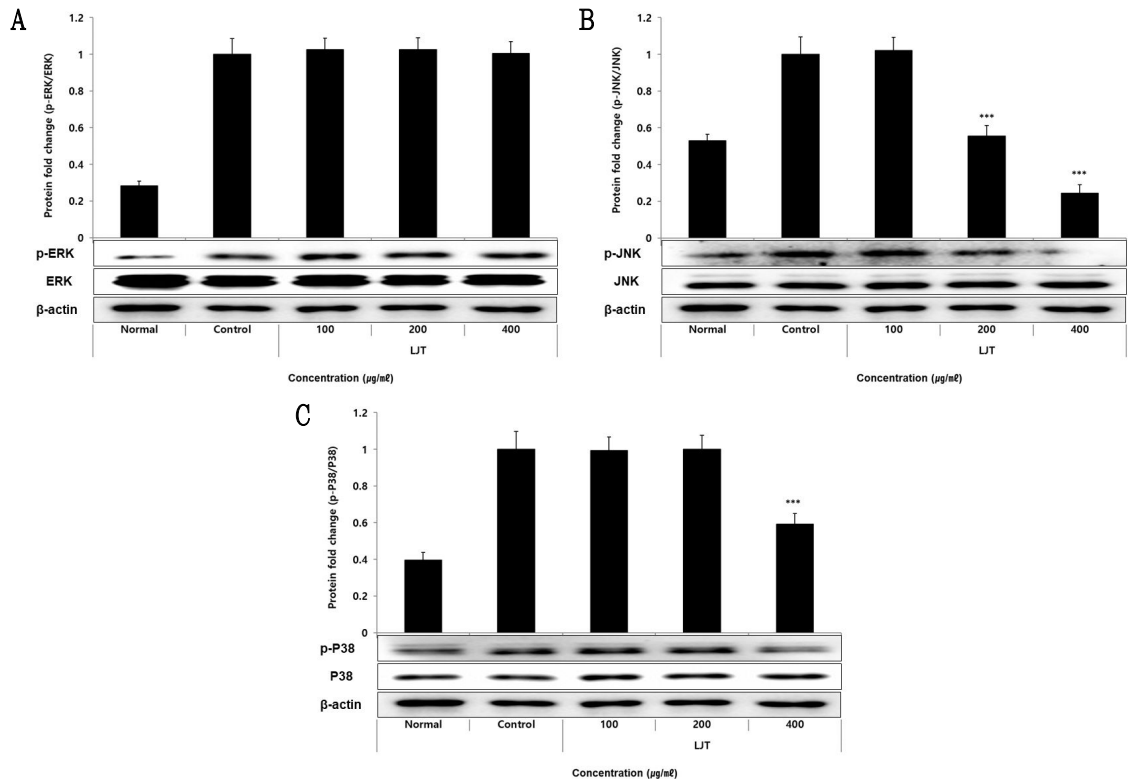 A
Protein fold change (p-ERK/ERK)
1.2
1
0.8
0.6
0.4
0.2
0
p-ERK
ERK
β-actin
Normal Control 100 200 400
LJT
Concentration (㎍/㎖)
B
Protein fold change (p-JNK/JNK)
1.2
1
0.8
0.6
0.4
0.2
0
***
***
p-JNK
JNK
β-actin
Normal Control 100 200 400
LJT
Concentration (㎍/㎖)
C
Protein fold change (p-P38/P38)
1.2
1
0.8
0.6
0.4
0.2
0
***
p-P38
P38
β-actin
Normal Control 100 200 400
LJT
Concentration (㎍/㎖)